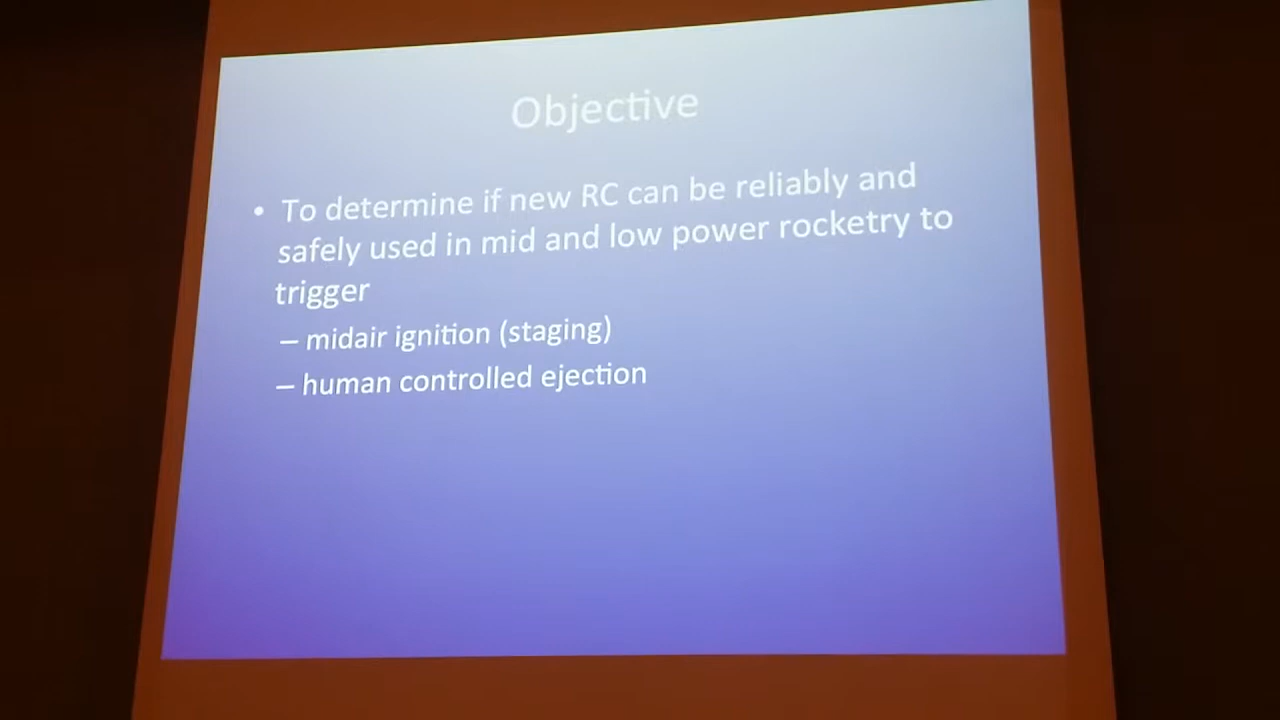 Objective
• To determine if new RC can be reliably and
safely used in mid and low power rocketry to
trigger
– midair ignition (staging)
– human controlled ejection